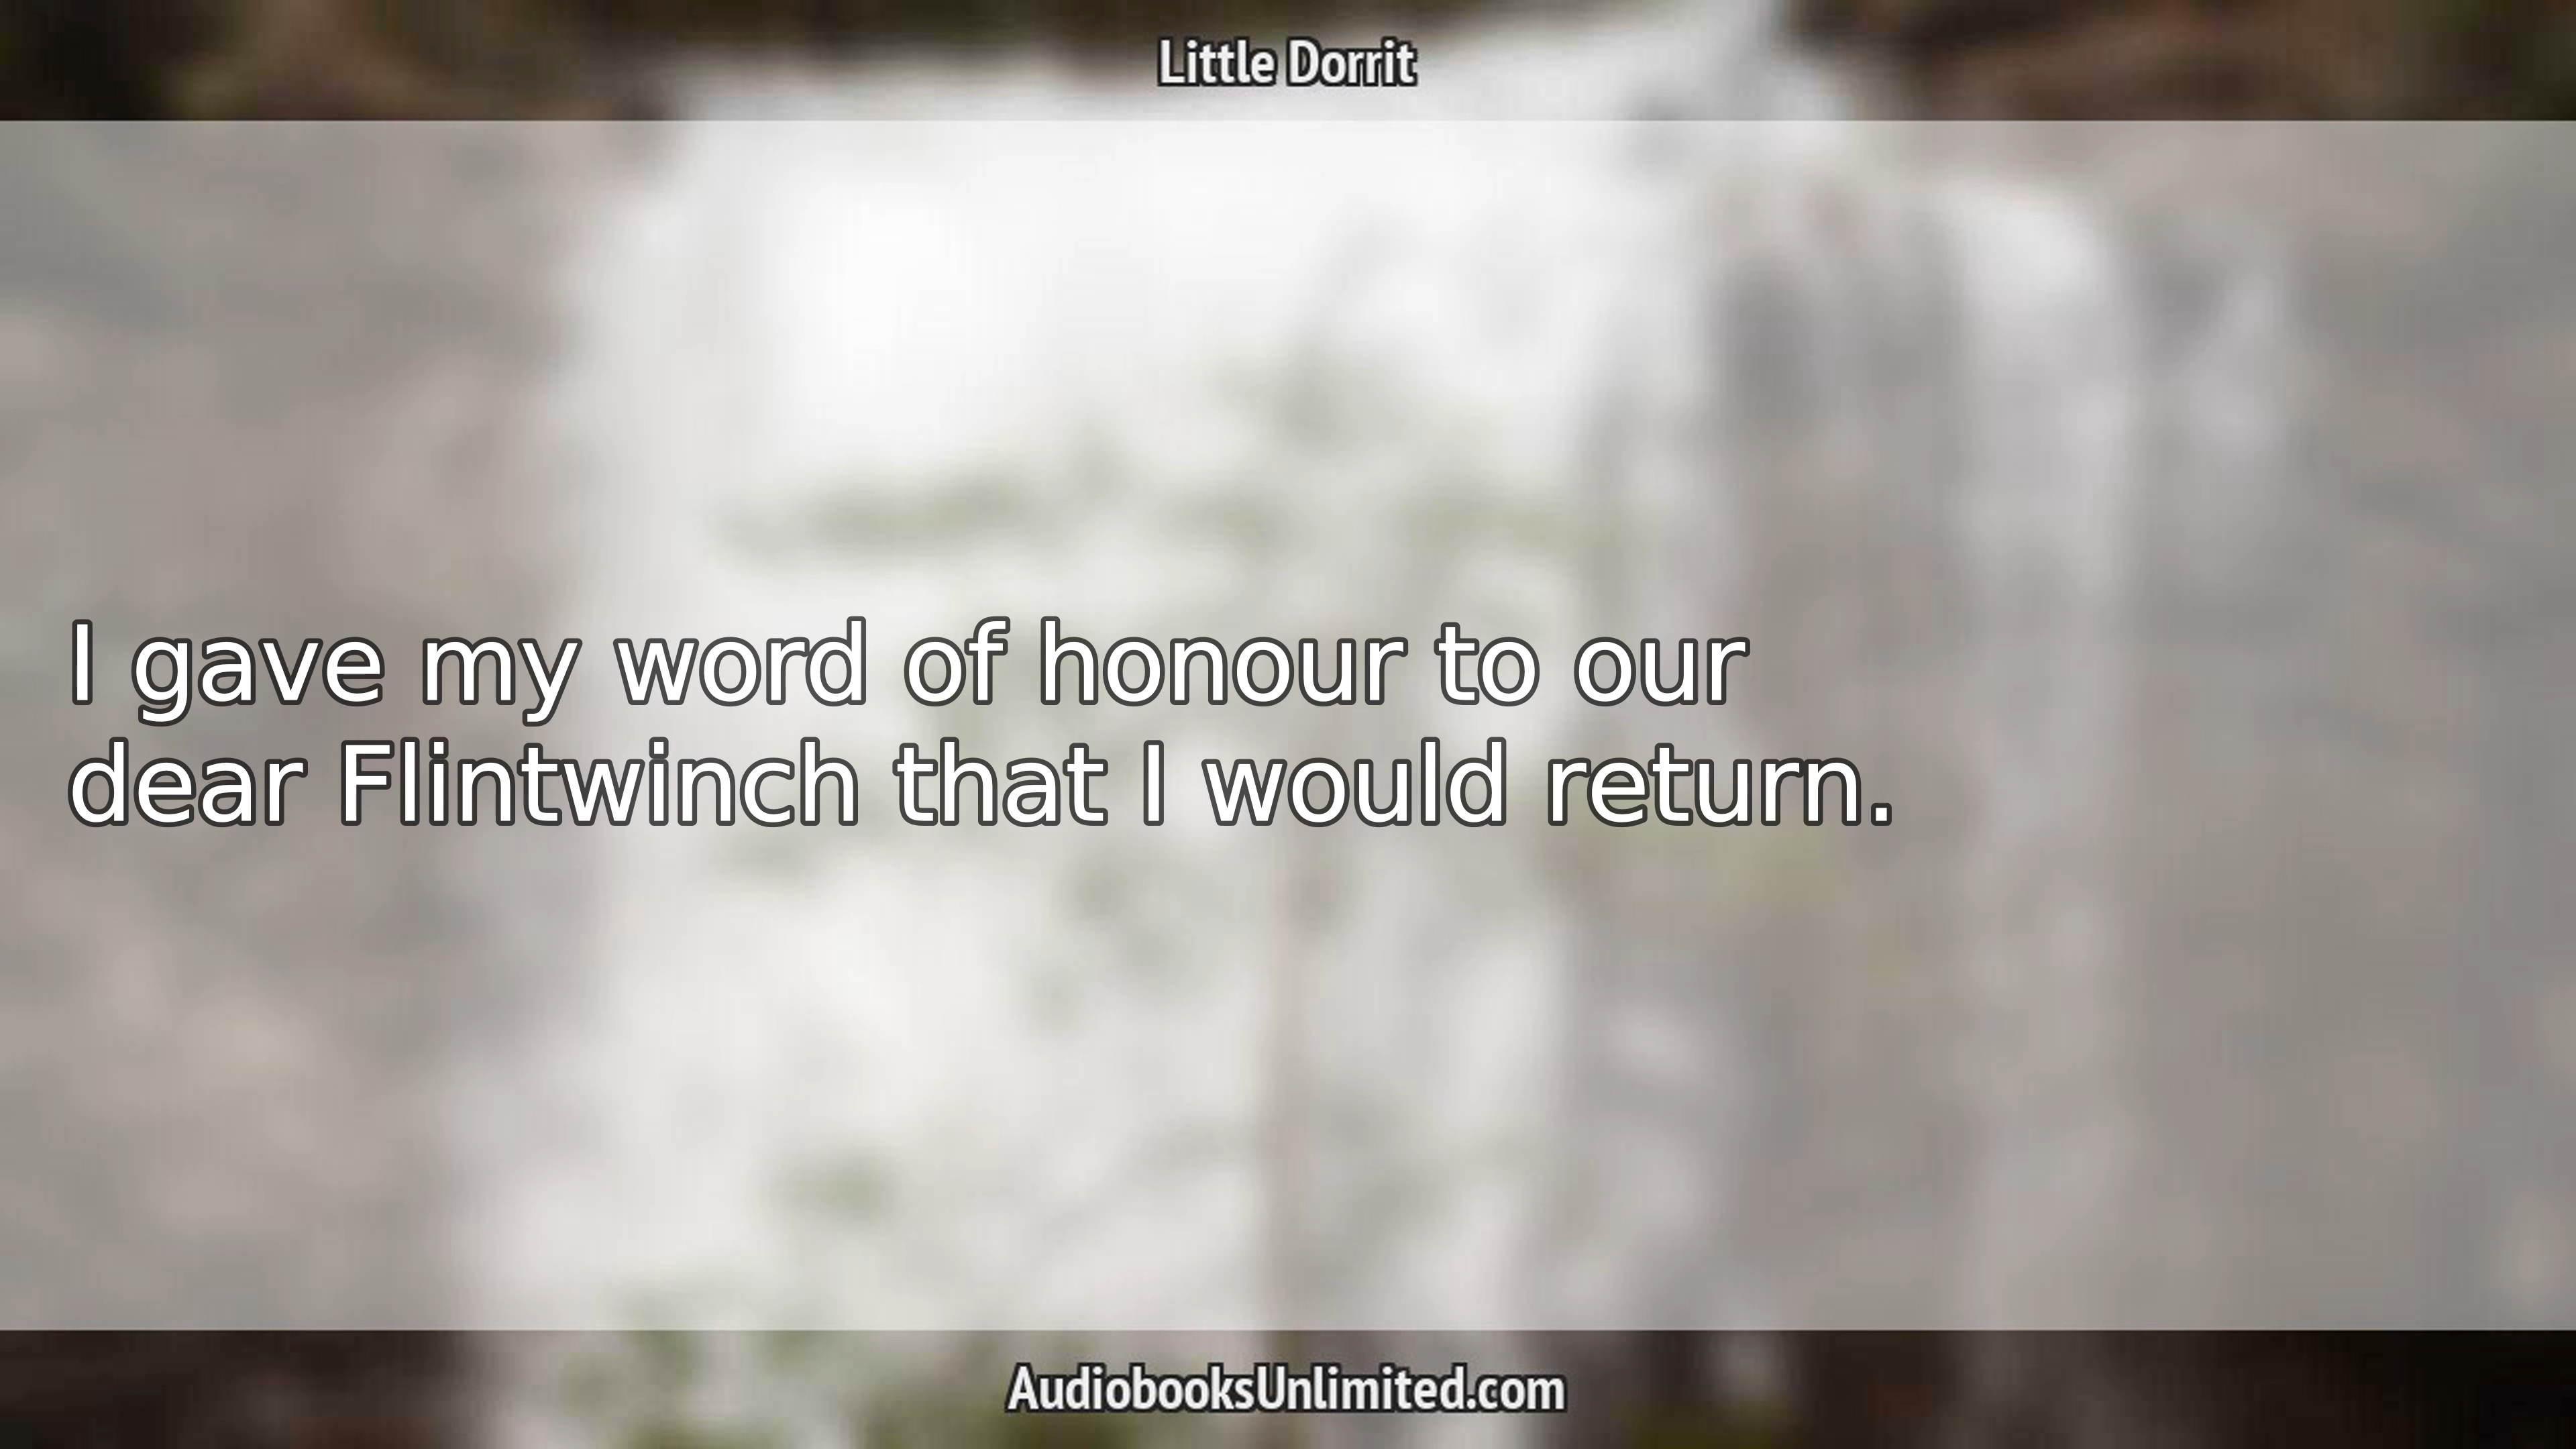 Little Dorrit
I gave my word of honour to our
dear Flintwinch that I would return.
AudiobooksUnlimited.com